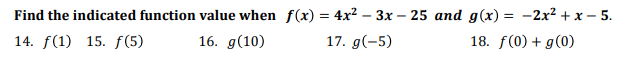 Find the indicated function value when f(x) = 4x² – 3x – 25 and g(x) = –2x² + x – 5.
14. f(1) 15. f(5) 16. g(10) 17. g(–5) 18. f(0) + g(0)